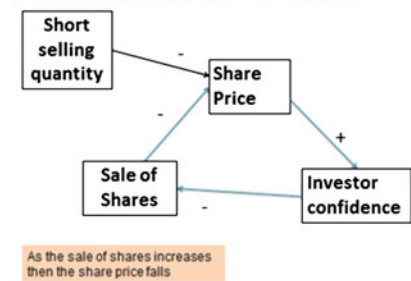 Short
selling
quantity
-
Share
Price
-
+
Sale of
Shares
Investor
confidence
-
As the sale of shares increases
then the share price falls